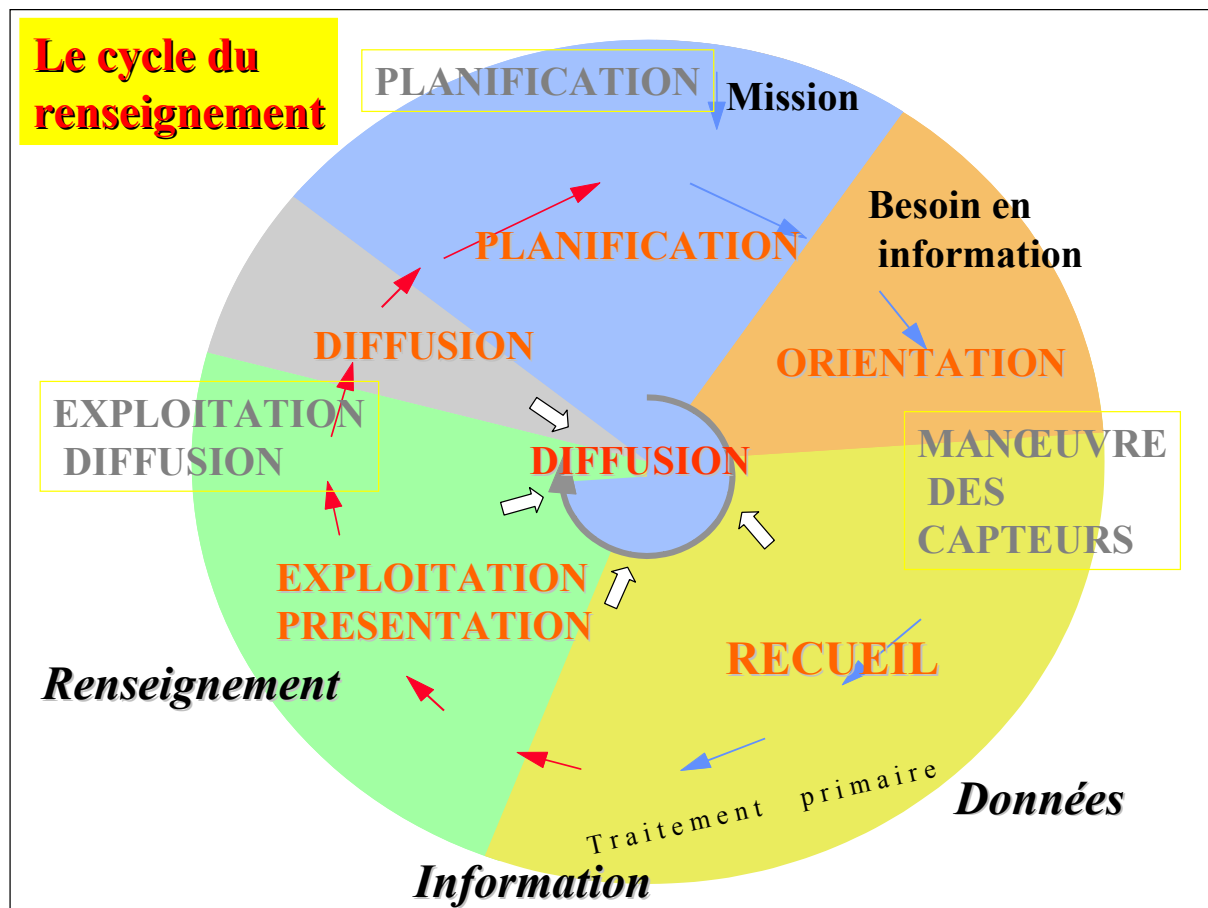 Le cycle du
renseignement
PLANIFICATION
Mission
Besoin en
information
PLANIFICATION
DIFFUSION
ORIENTATION
EXPLOITATION
DIFFUSION
MANŒUVRE
DES
CAPTEURS
DIFFUSION
EXPLOITATION
PRESENTATION
RECUEIL
Renseignement
Traitement primaire
Données
Information